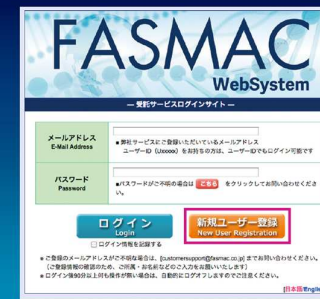 FASMAC
WebSystem
― 受託サービスログインサイト ―
メールアドレス
E-Mail Address
■ 弊社サービスにご登録いただいているメールアドレス
ユーザーID（Uxxxxx）をお持ちの方は、ユーザーIDでもログイン可能です
パスワード
Password
■パスワードがご不明の場合は こちら をクリックしてお問い合わせください。
ログイン
Login
新規ユーザー登録
New User Registration
ログイン情報を記録する
■ ご登録のメールアドレスがご不明な場合は、[customersupport@fasmac.co.jp] までお問い合わせください。
（ご登録情報の確認のため、ご所属・お名前などのご入力をお願いいたします）
■ ログイン後90分以上何も操作が無い場合は、自動的にログオフしますのでご注意ください。
[日本語/Englis